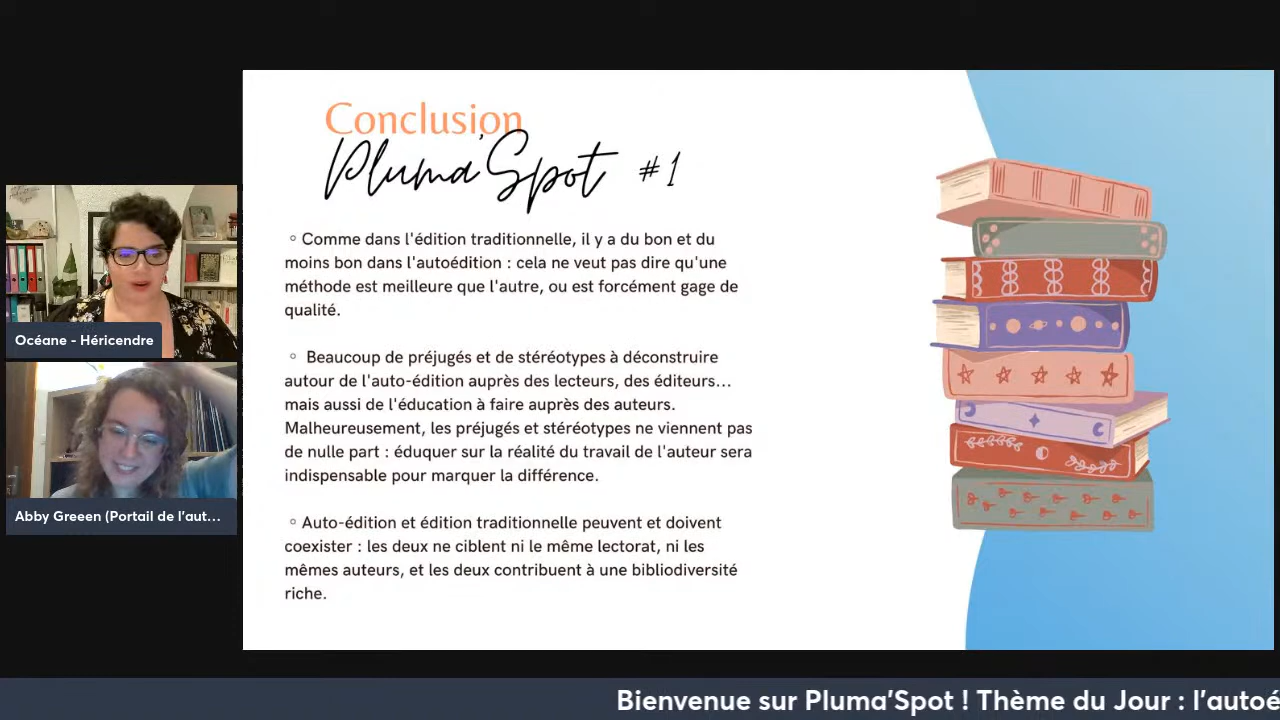 Conclusion
Pluma'Spot #1
° Comme dans l'édition traditionnelle, il y a du bon et du
moins bon dans l'autoédition : cela ne veut pas dire qu'une
méthode est meilleure que l'autre, ou est forcément gage de
qualité.
° Beaucoup de préjugés et de stéréotypes à déconstruire
autour de l'auto-édition auprès des lecteurs, des éditeurs...
mais aussi de l'éducation à faire auprès des auteurs.
Malheureusement, les préjugés et stéréotypes ne viennent pas
de nulle part : éduquer sur la réalité du travail de l'auteur sera
indispensable pour marquer la différence.
° Auto-édition et édition traditionnelle peuvent et doivent
coexister : les deux ne ciblent ni le même lectorat, ni les
mêmes auteurs, et les deux contribuent à une bibliodiversité
riche.
Océane - Héricendre
Abby Greeen (Portail de l'aut...
Bienvenue sur Pluma'Spot ! Thème du Jour : l'autoé